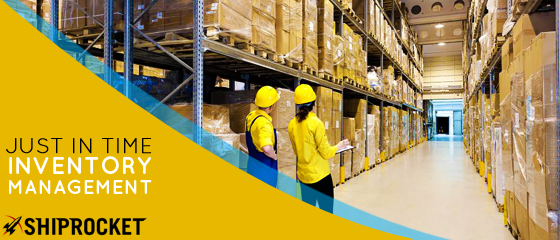 JUST IN TIME
INVENTORY
MANAGEMENT
SHIPROCKET